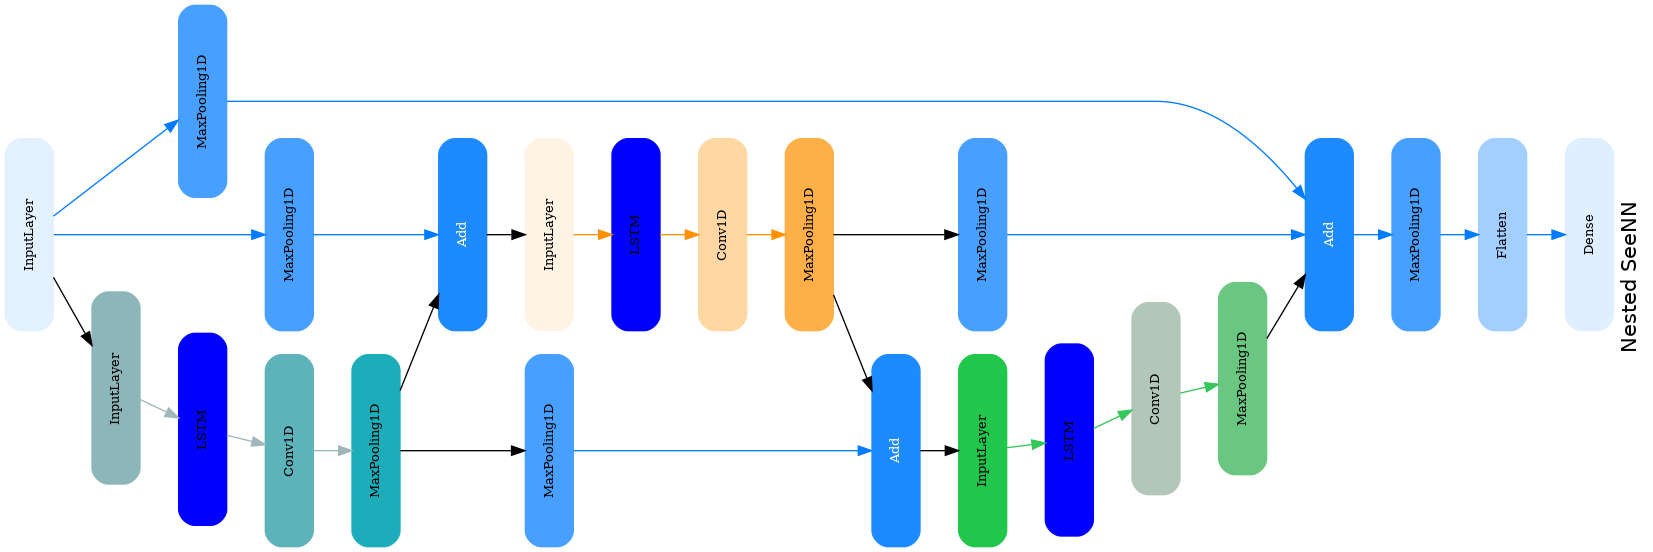 InputLayer
MaxPooling1D
MaxPooling1D
InputLayer
LSTM
Conv1D
MaxPooling1D
Add
MaxPooling1D
InputLayer
LSTM
Conv1D
MaxPooling1D
Add
MaxPooling1D
InputLayer
LSTM
Conv1D
MaxPooling1D
Add
MaxPooling1D
Flatten
Dense
Nested SeeNN